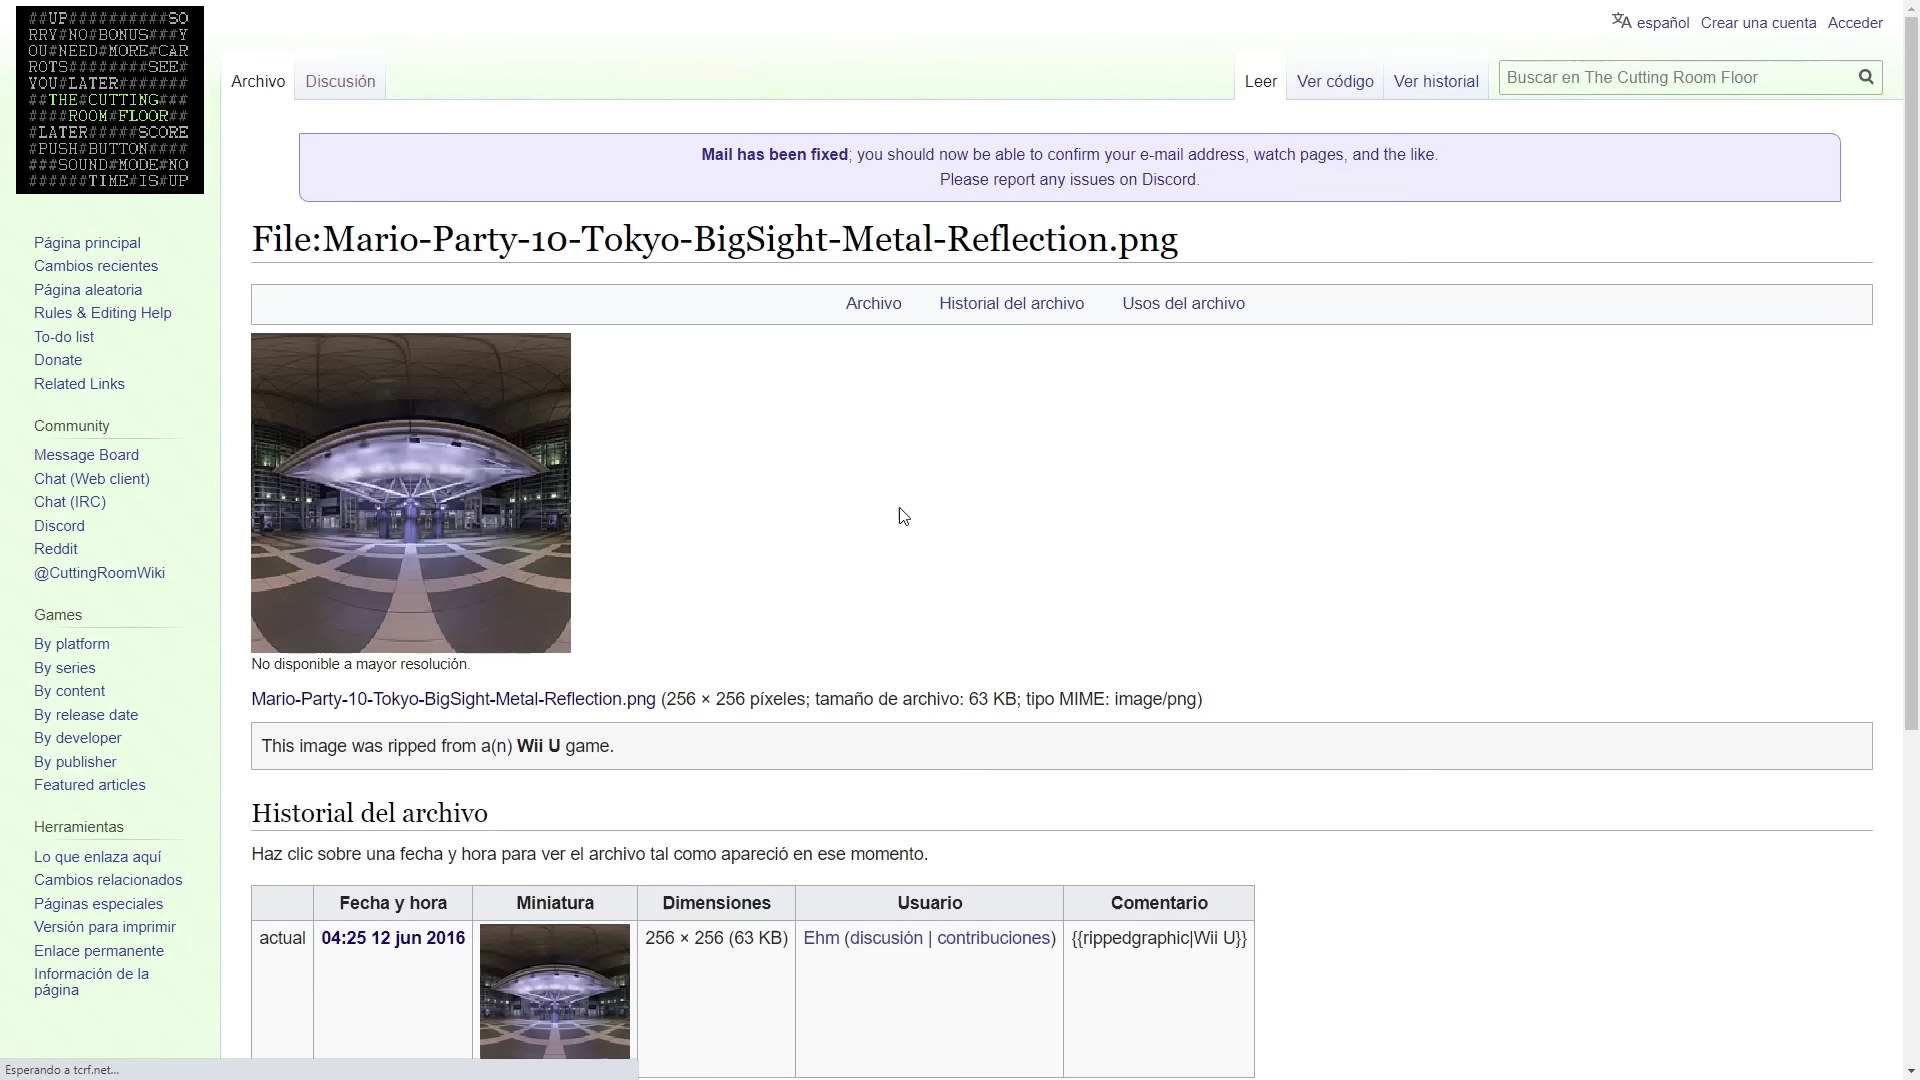 ##UP##########SO
RRY#NO#BONUS###Y
OU#NEED#MORE#CAR
ROTS########SEE#
YOU#LATER#######
##THE#CUTTING###
####ROOM#FLOOR##
#LATER#####SCORE
#PUSH#BUTTON####
###SOUND#MODE#NO
######TIME#IS#UP
español Crear una cuenta Acceder
Archivo Discusión Leer Ver código Ver historial Buscar en The Cutting Room Floor
Mail has been fixed; you should now be able to confirm your e-mail address, watch pages, and the like.
Please report any issues on Discord.
File:Mario-Party-10-Tokyo-BigSight-Metal-Reflection.png
Archivo Historial del archivo Usos del archivo
No disponible a mayor resolución.
Mario-Party-10-Tokyo-BigSight-Metal-Reflection.png (256 × 256 píxeles; tamaño de archivo: 63 KB; tipo MIME: image/png)
This image was ripped from a(n) Wii U game.
Historial del archivo
Haz clic sobre una fecha y hora para ver el archivo tal como apareció en ese momento.
Fecha y hora Miniatura Dimensiones Usuario Comentario
actual 04:25 12 jun 2016 256 × 256 (63 KB) Ehm (discusión | contribuciones) {{rippedgraphic|Wii U}}
Página principal
Cambios recientes
Página aleatoria
Rules & Editing Help
To-do list
Donate
Related Links
Community
Message Board
Chat (Web client)
Chat (IRC)
Discord
Reddit
@CuttingRoomWiki
Games
By platform
By series
By content
By release date
By developer
By publisher
Featured articles
Herramientas
Lo que enlaza aquí
Cambios relacionados
Páginas especiales
Versión para imprimir
Enlace permanente
Información de la
página
Esperando a tcrf.net...